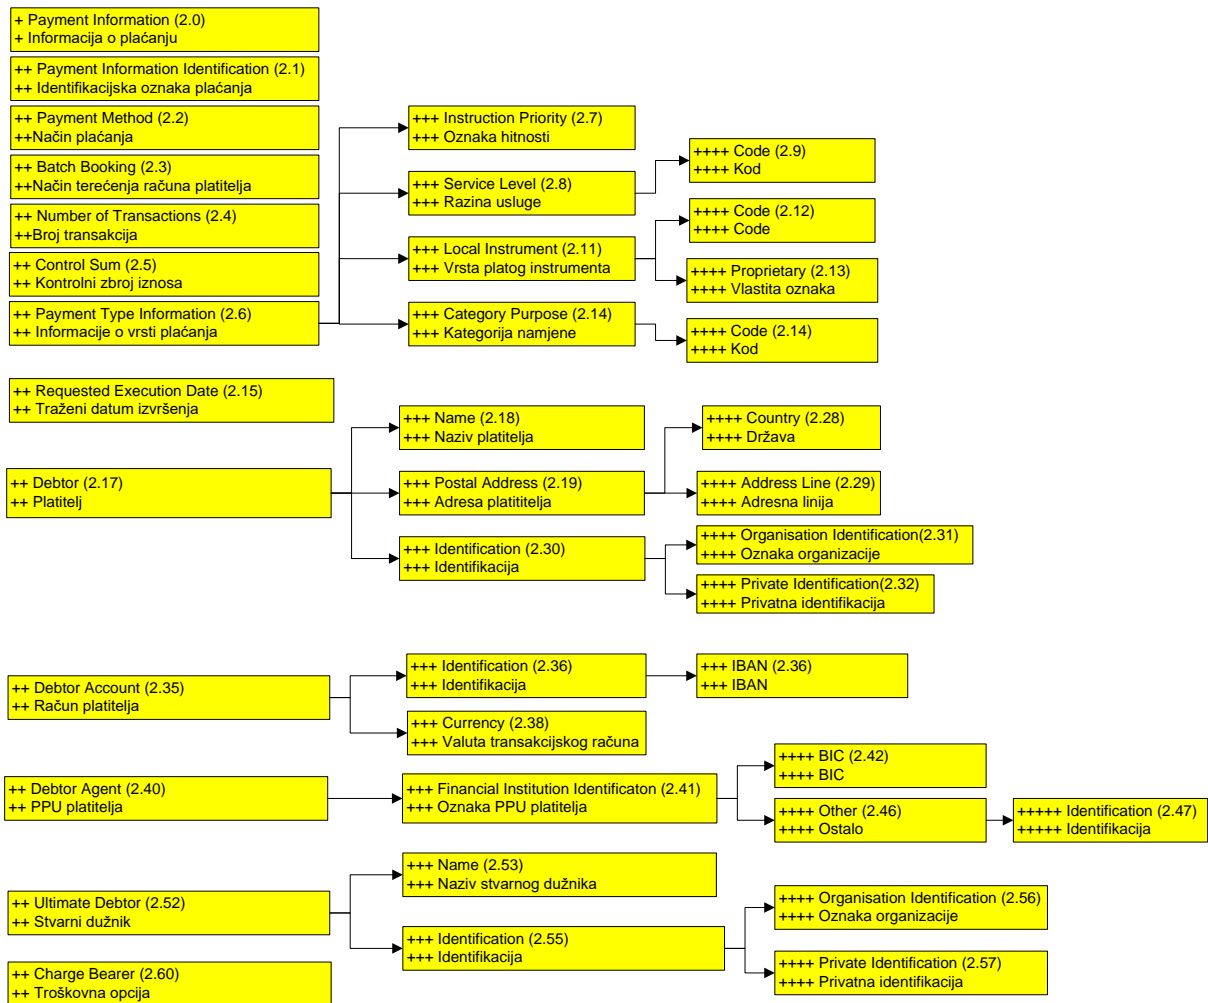 + Payment Information (2.0)
+ Informacija o plaćanju
++ Payment Information Identification (2.1)
++ Identifikacijska oznaka plaćanja
++ Payment Method (2.2)
++Način plaćanja
++ Batch Booking (2.3)
++Način terećenja računa platitelja
++ Number of Transactions (2.4)
++Broj transakcija
++ Control Sum (2.5)
++ Kontrolni zbroj iznosa
++ Payment Type Information (2.6)
++ Informacije o vrsti plaćanja
+++ Instruction Priority (2.7)
+++ Oznaka hitnosti
+++ Service Level (2.8)
+++ Razina usluge
++++ Code (2.9)
++++ Kod
+++ Local Instrument (2.11)
+++ Vrsta platog instrumenta
++++ Code (2.12)
++++ Code
++++ Proprietary (2.13)
++++ Vlastita oznaka
+++ Category Purpose (2.14)
+++ Kategorija namjene
++++ Code (2.14)
++++ Kod
++ Requested Execution Date (2.15)
++ Traženi datum izvršenja
++ Debtor (2.17)
++ Platitelj
+++ Name (2.18)
+++ Naziv platitelja
+++ Postal Address (2.19)
+++ Adresa platititelja
++++ Country (2.28)
++++ Država
++++ Address Line (2.29)
++++ Adresna linija
+++ Identification (2.30)
+++ Identifikacija
++++ Organisation Identification(2.31)
++++ Oznaka organizacije
++++ Private Identification(2.32)
++++ Privatna identifikacija
++ Debtor Account (2.35)
++ Račun platitelja
+++ Identification (2.36)
+++ Identifikacija
+++ IBAN (2.36)
+++ IBAN
+++ Currency (2.38)
+++ Valuta transakcijskog računa
++ Debtor Agent (2.40)
++ PPU platitelja
+++ Financial Institution Identificaton (2.41)
+++ Oznaka PPU platitelja
++++ BIC (2.42)
++++ BIC
++++ Other (2.46)
++++ Ostalo
+++++ Identification (2.47)
+++++ Identifikacija
++ Ultimate Debtor (2.52)
++ Stvarni dužnik
+++ Name (2.53)
+++ Naziv stvarnog dužnika
+++ Identification (2.55)
+++ Identifikacija
++++ Organisation Identification (2.56)
++++ Oznaka organizacije
++++ Private Identification (2.57)
++++ Privatna identifikacija
++ Charge Bearer (2.60)
++ Troškovna opcija